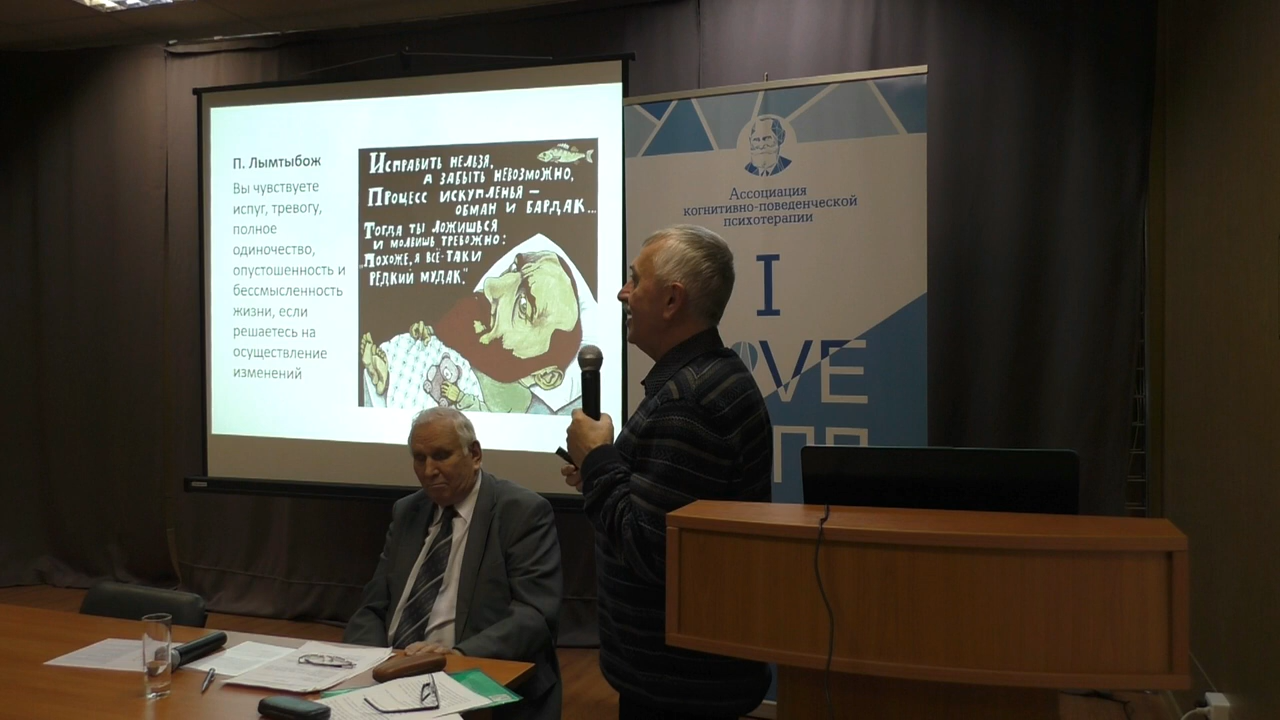 П. Лымтыбож
Вы чувствуете
испуг, тревогу,
полное
одиночество,
опустошенность и
бессмысленность
жизни, если
решаетесь на
осуществление
изменений
Исправить нельзя,
а забыть невозможно,
Процесс искупленья –
обман и бардак...
Тогда ты ложишься
и молвишь тревожно:
"Похоже, я всё-таки
редкий мудак."
Ассоциация
когнитивно-поведенческой
психотерапии
I